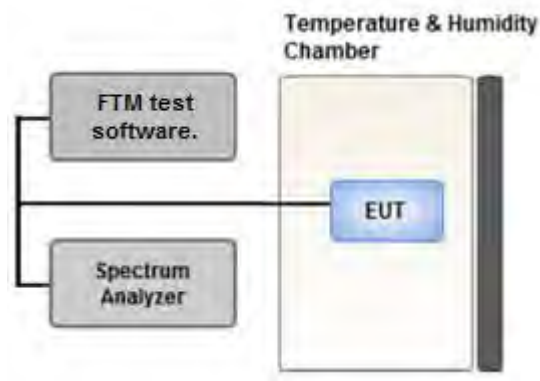 Temperature & Humidity
Chamber
FTM test
software.
EUT
Spectrum
Analyzer